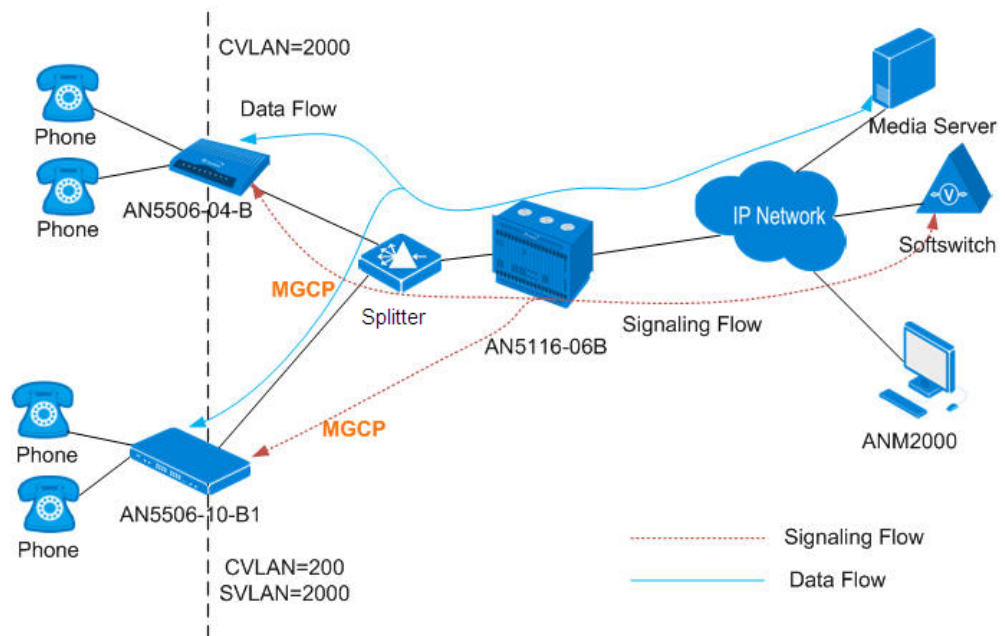 CVLAN=2000
Data Flow
Phone
Media Server
Phone
AN5506-04-B
IP Network
V
Softswitch
MGCP
Splitter
Signaling Flow
AN5116-06B
MGCP
ANM2000
Phone
AN5506-10-B1
Phone
Signaling Flow
CVLAN=200
SVLAN=2000
Data Flow